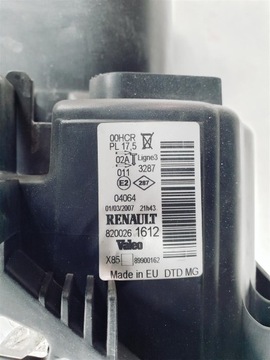 00HCR
PL 17,5
02A Ligne3
011 3287
E2 287
04064
01/03/2007 21h43
RENAULT
820026 1612
Valeo
X85 89900162
Made in EU DTD MG